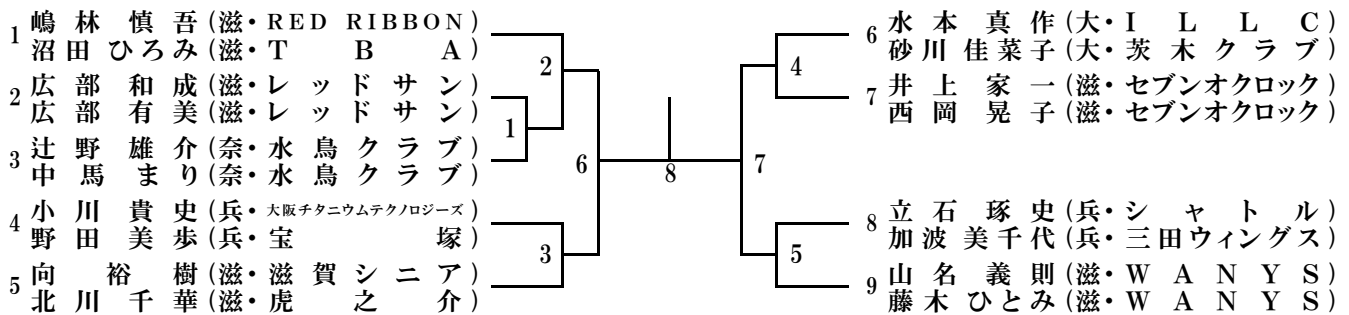 1 嶋林慎吾(滋・RED RIBBON)
沼田ひろみ(滋・TBA)
2 広部和成(滋・レッドサン)
広部有美(滋・レッドサン)
3 辻野雄介(奈・水鳥クラブ)
中馬まり(奈・水鳥クラブ)
4 小川貴史(兵・大阪チタニウムテクノロジーズ)
野田美歩(兵・宝塚)
5 向裕樹(滋・滋賀シニア)
北川千華(滋・虎之介)
2
1
6
3
8
7
4
5
6 水本真作(大・ILLC)
砂川佳菜子(大・茨木クラブ)
7 井上家一(滋・セブンオクロック)
西岡晃子(滋・セブンオクロック)
8 立石琢史(兵・シャトル)
加波美千代(兵・三田ウィングス)
9 山名義則(滋・WANYS)
藤木ひとみ(滋・WANYS)